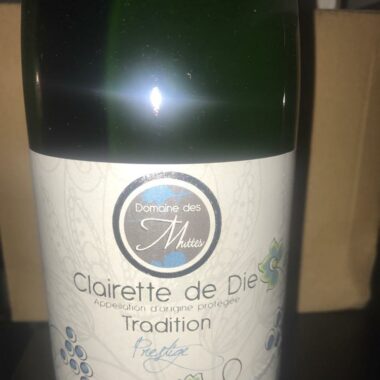 Domaine des
Muttes
Clairette de Die
Appellation d'origine protégée
Tradition
Prestige